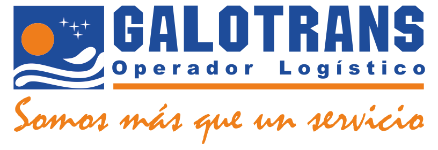 GALOTRANS
Operador Logístico
Somos más que un servicio